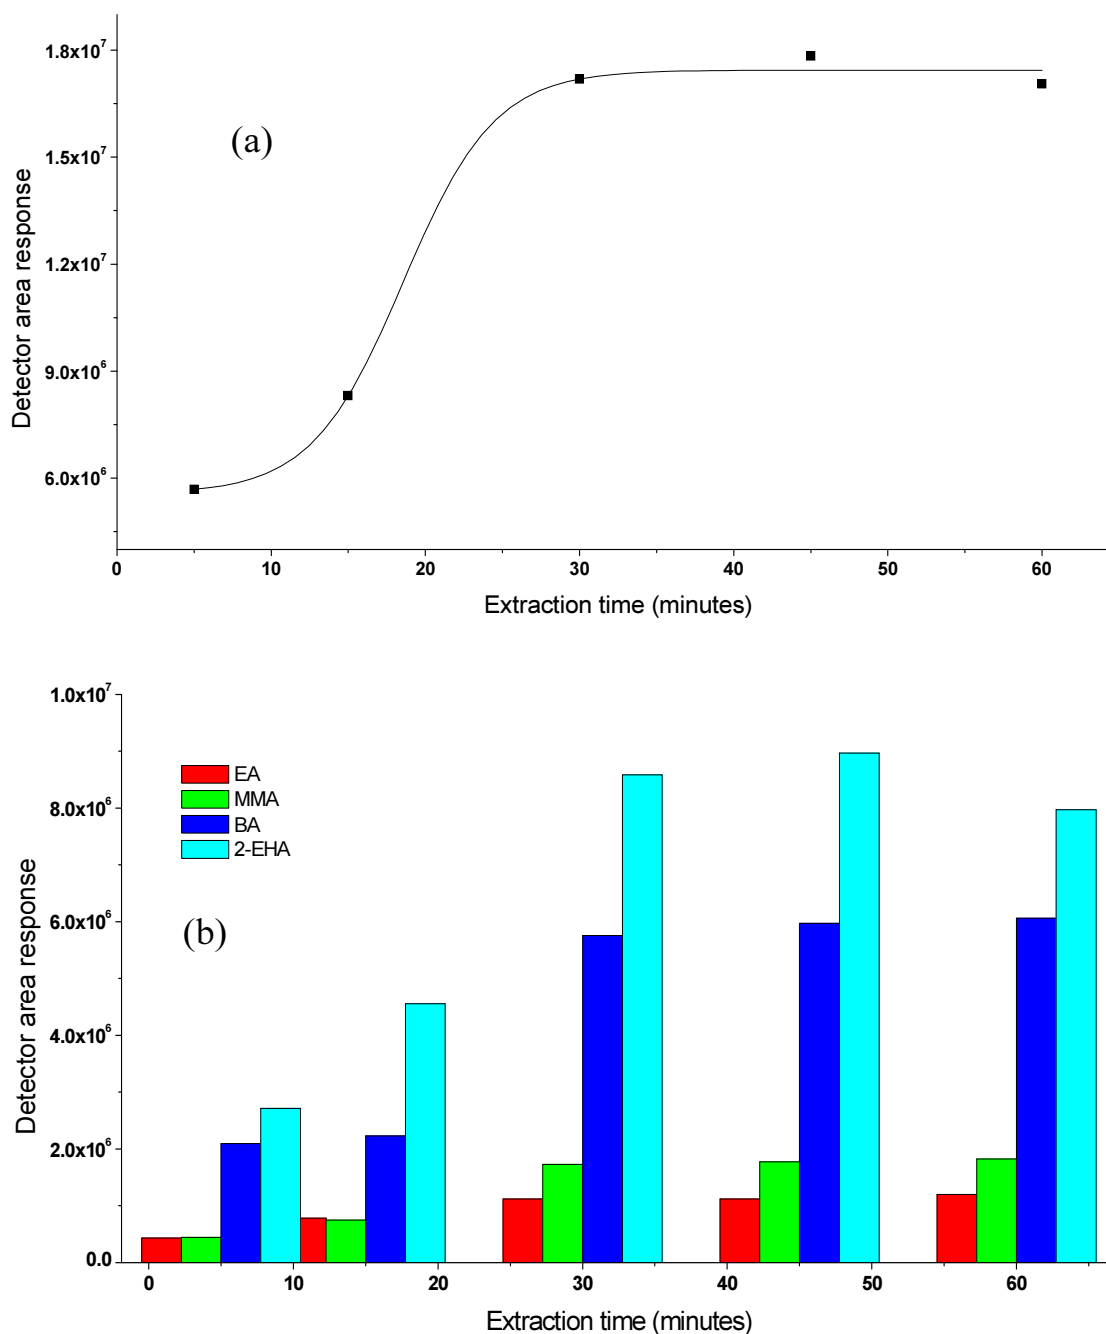 1.8x10⁷
(a)
1.5x10⁷
1.2x10⁷
9.0x10⁶
6.0x10⁶
Detector area response
0 10 20 30 40 50 60
Extraction time (minutes)
1.0x10⁷
EA
MMA
8.0x10⁶
BA
2-EHA
6.0x10⁶
(b)
4.0x10⁶
2.0x10⁶
0.0
Detector area response
0 10 20 30 40 50 60
Extraction time (minutes)